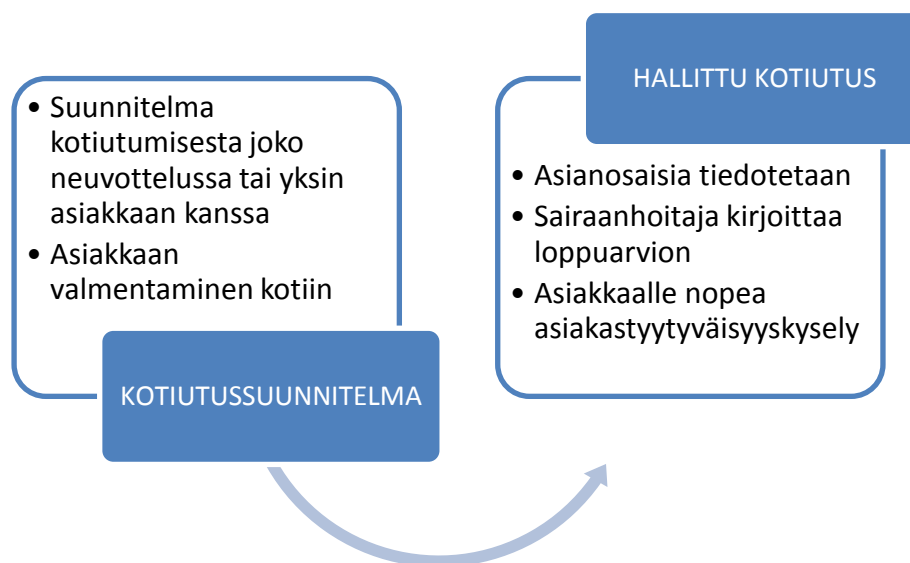 • Suunnitelma
kotiutumisesta joko
neuvottelussa tai yksin
asiakkaan kanssa
• Asiakkaan
valmentaminen kotiin
KOTIUTUSSUUNNITELMA
HALLITTU KOTIUTUS
• Asianosaisia tiedotetaan
• Sairaanhoitaja kirjoittaa
loppuarvion
• Asiakkaalle nopea
asiakastyytyväisyyskysely